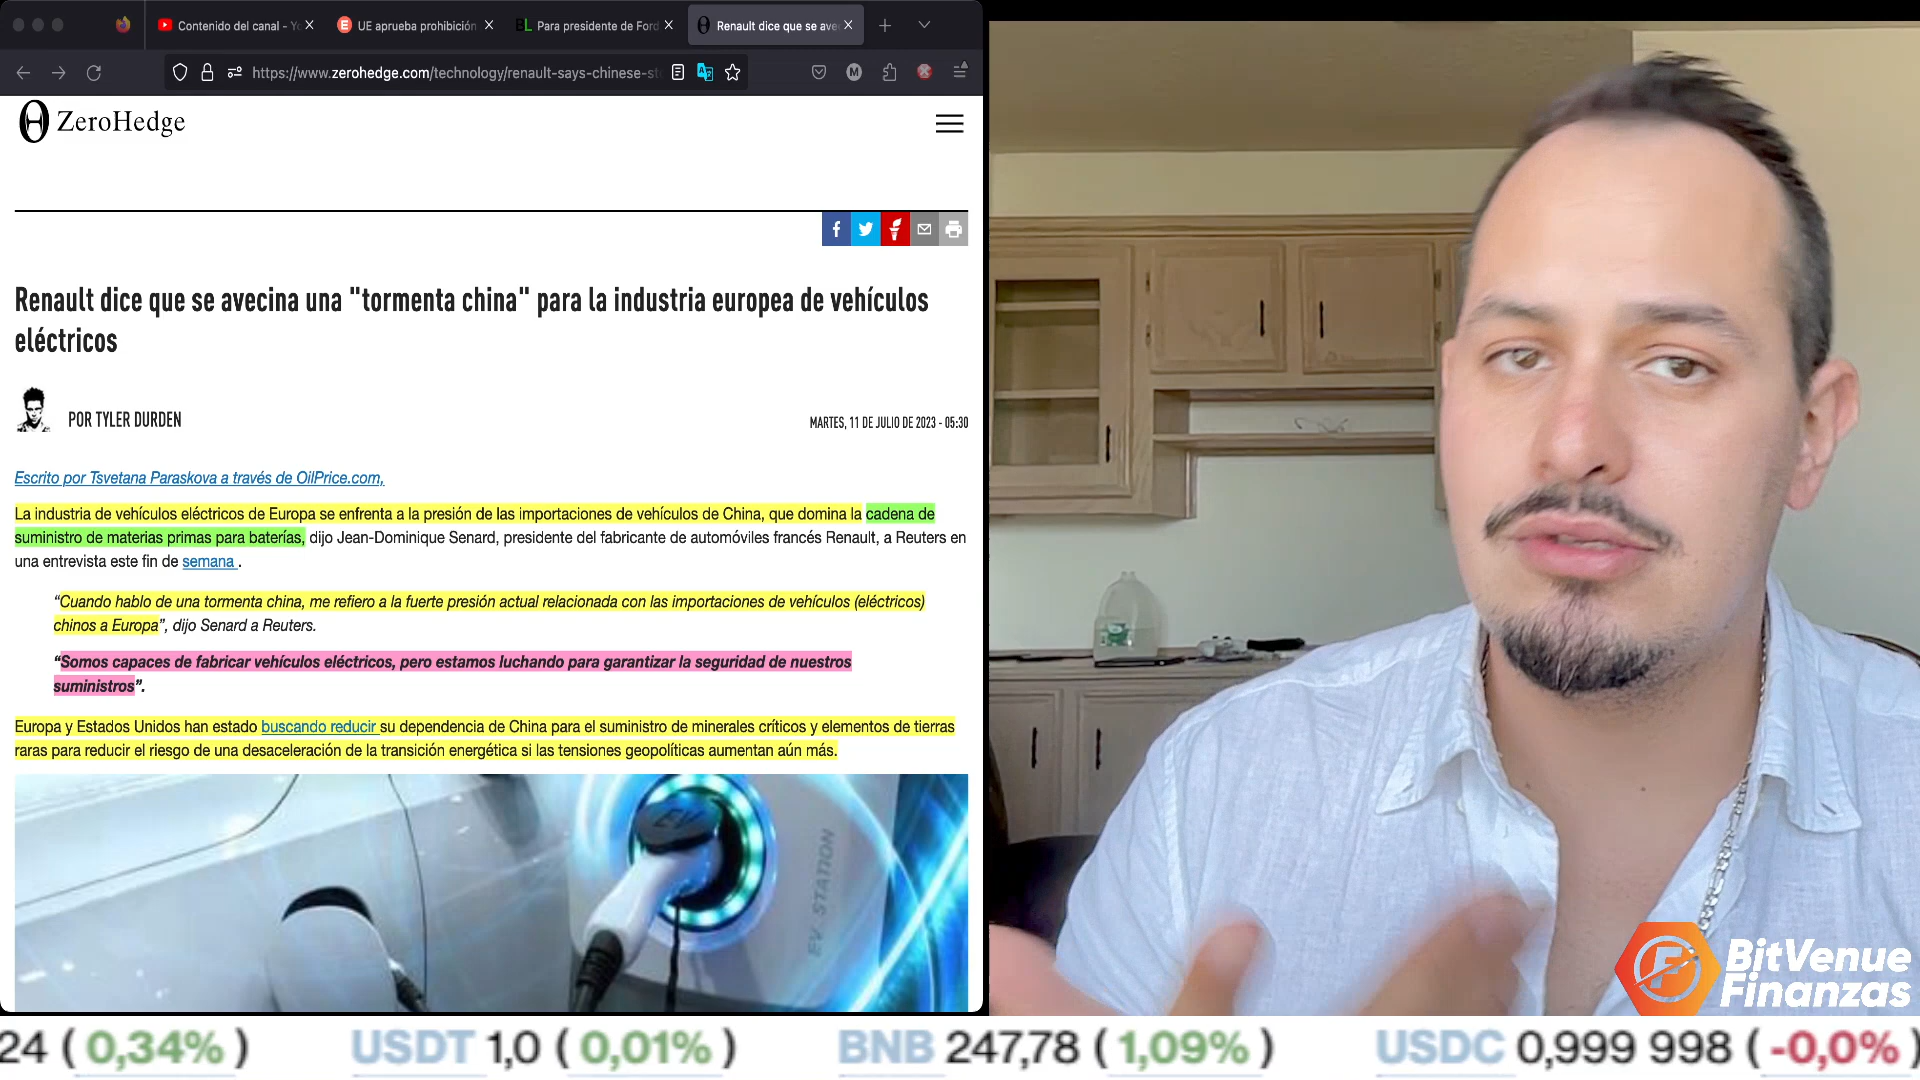 Contenido del canal - Yo
UE aprueba prohibición
BL Para presidente de Ford
Renault dice que se ave
https://www.zerohedge.com/technology/renault-says-chinese-st
M
ZeroHedge
Renault dice que se avecina una "tormenta china" para la industria europea de vehículos
eléctricos
POR TYLER DURDEN
MARTES, 11 DE JULIO DE 2023 - 05:30
Escrito por Tsvetana Paraskova a través de OilPrice.com,
La industria de vehículos eléctricos de Europa se enfrenta a la presión de las importaciones de vehículos de China, que domina la cadena de
suministro de materias primas para baterías, dijo Jean-Dominique Senard, presidente del fabricante de automóviles francés Renault, a Reuters en
una entrevista este fin de semana .
“Cuando hablo de una tormenta china, me refiero a la fuerte presión actual relacionada con las importaciones de vehículos (eléctricos)
chinos a Europa”, dijo Senard a Reuters.
“Somos capaces de fabricar vehículos eléctricos, pero estamos luchando para garantizar la seguridad de nuestros
suministros”.
Europa y Estados Unidos han estado buscando reducir su dependencia de China para el suministro de minerales críticos y elementos de tierras
raras para reducir el riesgo de una desaceleración de la transición energética si las tensiones geopolíticas aumentan aún más.
EV
EV STATION
BitVenue
Finanzas
24 ( 0,34% ) USDT 1,0 ( 0,01% ) BNB 247,78 ( 1,09% ) USDC 0,999 998 ( -0,0% )